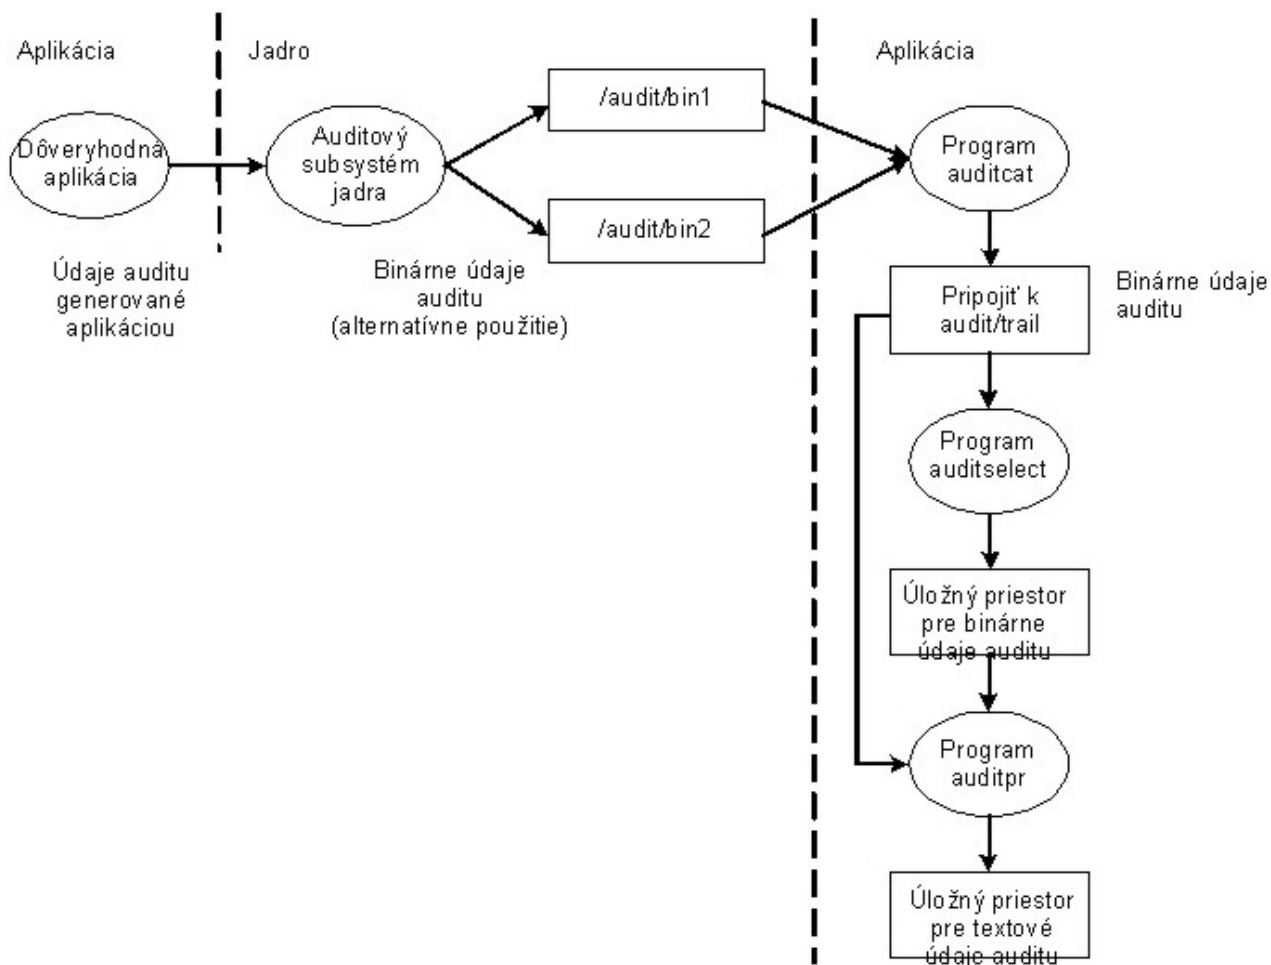 Aplikácia
Jadro
Aplikácia
Dôveryhodná
aplikácia
Auditový
subsystém
jadra
/audit/bin1
/audit/bin2
Program
auditcat
Údaje auditu
generované
aplikáciou
Binárne údaje
auditu
(alternatívne použitie)
Pripojiť k
audit/trail
Binárne údaje
auditu
Program
auditselect
Úložný priestor
pre binárne
údaje auditu
Program
auditpr
Úložný priestor
pre textové
údaje auditu